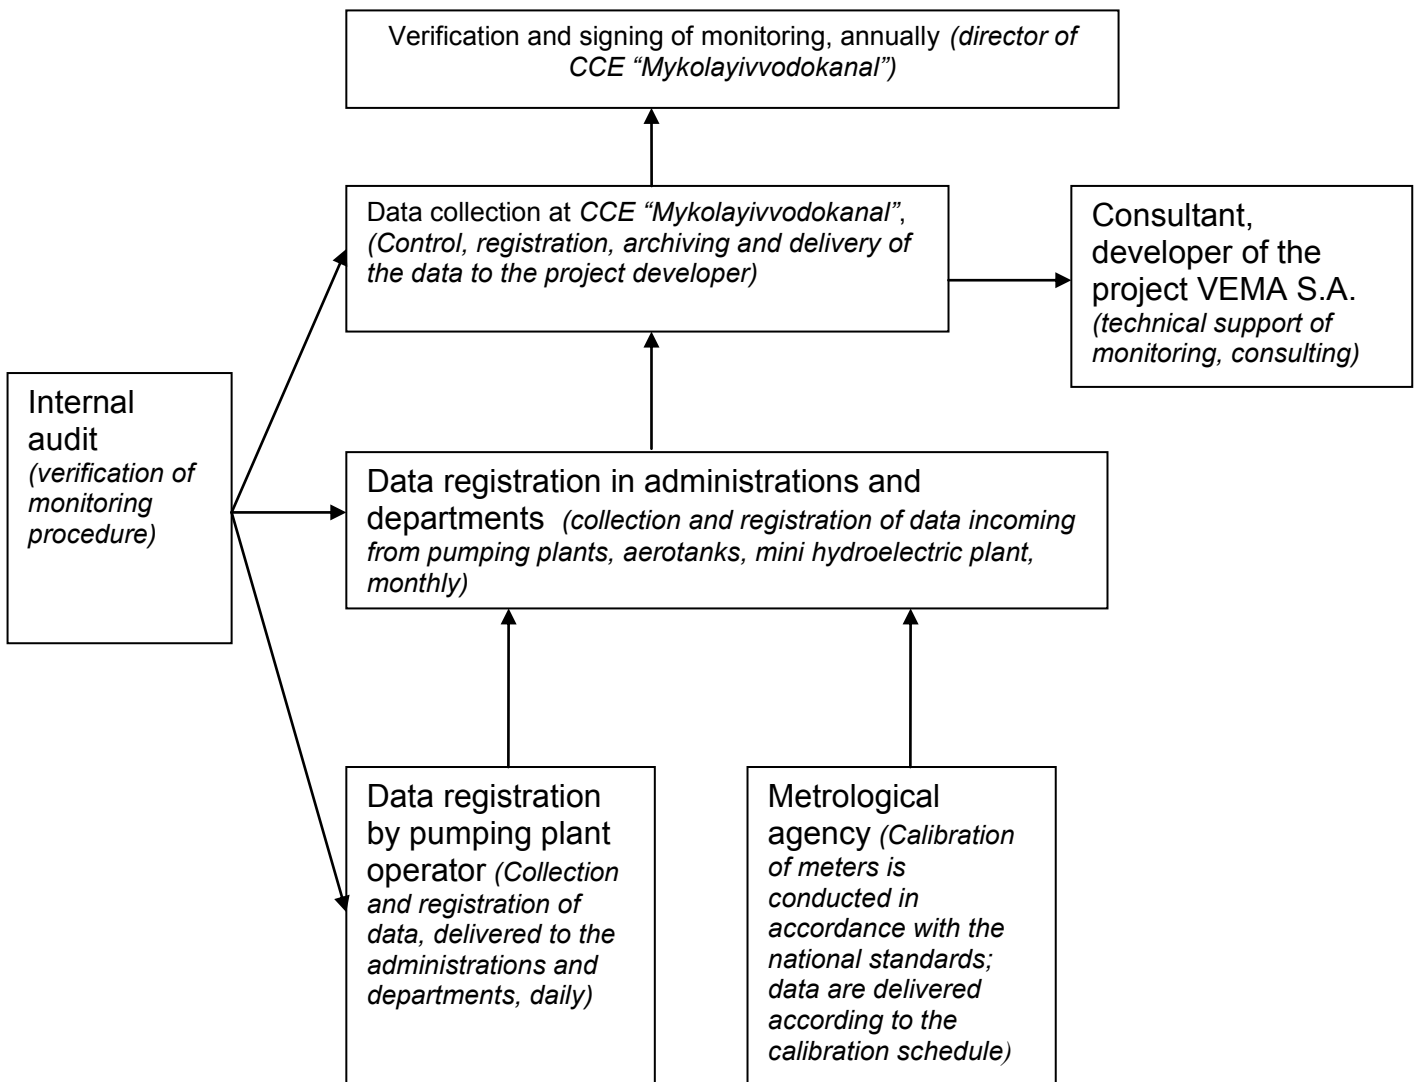 Verification and signing of monitoring, annually (director of
CCE “Mykolayivvodokanal”)
Data collection at CCE “Mykolayivvodokanal”,
(Control, registration, archiving and delivery of
the data to the project developer)
Consultant,
developer of the
project VEMA S.A.
(technical support of
monitoring, consulting)
Internal
audit
(verification of
monitoring
procedure)
Data registration in administrations and
departments (collection and registration of data incoming
from pumping plants, aerotanks, mini hydroelectric plant,
monthly)
Data registration
by pumping plant
operator (Collection
and registration of
data, delivered to the
administrations and
departments, daily)
Metrological
agency (Calibration
of meters is
conducted in
accordance with the
national standards;
data are delivered
according to the
calibration schedule)